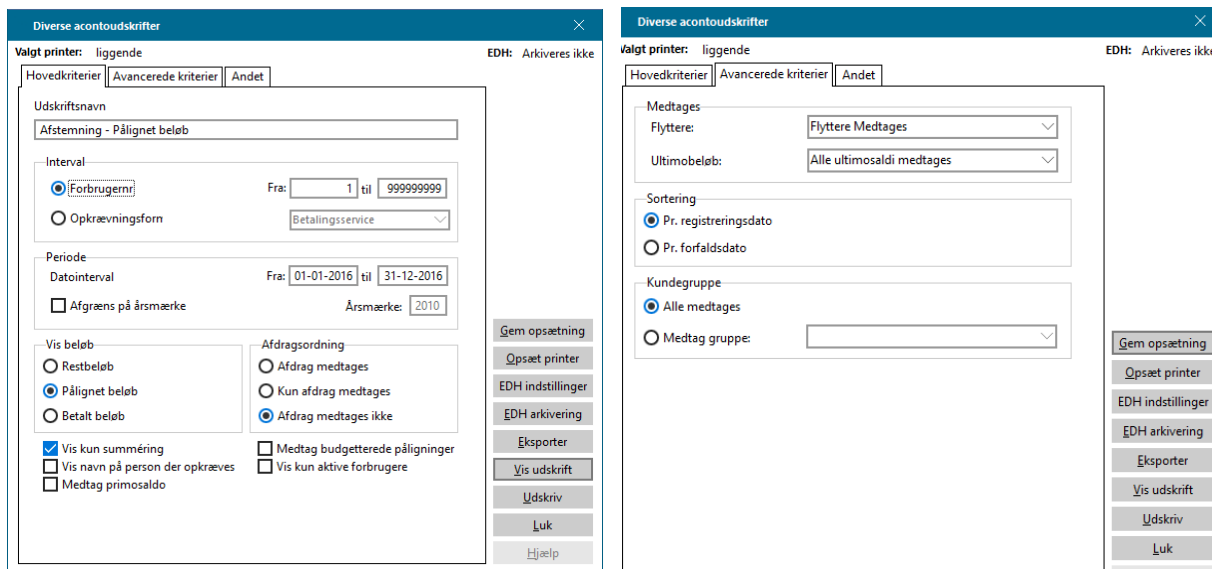 Diverse acontoudskrifter
Valgt printer: liggende
EDH: Arkiveres ikke
Hovedkriterier
Avancerede kriterier
Andet
Udskriftsnavn
Afstemning - Pålignet beløb
Interval
Forbrugernr
Fra: 1 til 999999999
Opkrævningsforn
Betalingsservice
Periode
Datointerval
Fra: 01-01-2016 til 31-12-2016
Afgræns på årsmærke
Årsmærke: 2010
Vis beløb
Restbeløb
Pålignet beløb
Betalt beløb
Afdragsordning
Afdrag medtages
Kun afdrag medtages
Afdrag medtages ikke
Vis kun summéring
Vis navn på person der opkræves
Medtag primosaldo
Medtag budgetterede påligninger
Vis kun aktive forbrugere
Gem opsætning
Opsæt printer
EDH indstillinger
EDH arkivering
Eksporter
Vis udskrift
Udskriv
Luk
Hjælp
Diverse acontoudskrifter
Valgt printer: liggende
EDH: Arkiveres ikke
Hovedkriterier
Avancerede kriterier
Andet
Medtages
Flyttere:
Flyttere Medtages
Ultimobeløb:
Alle ultimosaldi medtages
Sortering
Pr. registreringsdato
Pr. forfaldsdato
Kundegruppe
Alle medtages
Medtag gruppe:
Gem opsætning
Opsæt printer
EDH indstillinger
EDH arkivering
Eksporter
Vis udskrift
Udskriv
Luk